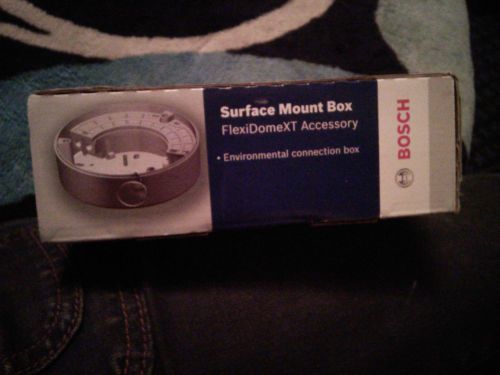 Surface Mount Box
FlexiDomeXT Accessory
• Environmental connection box
BOSCH